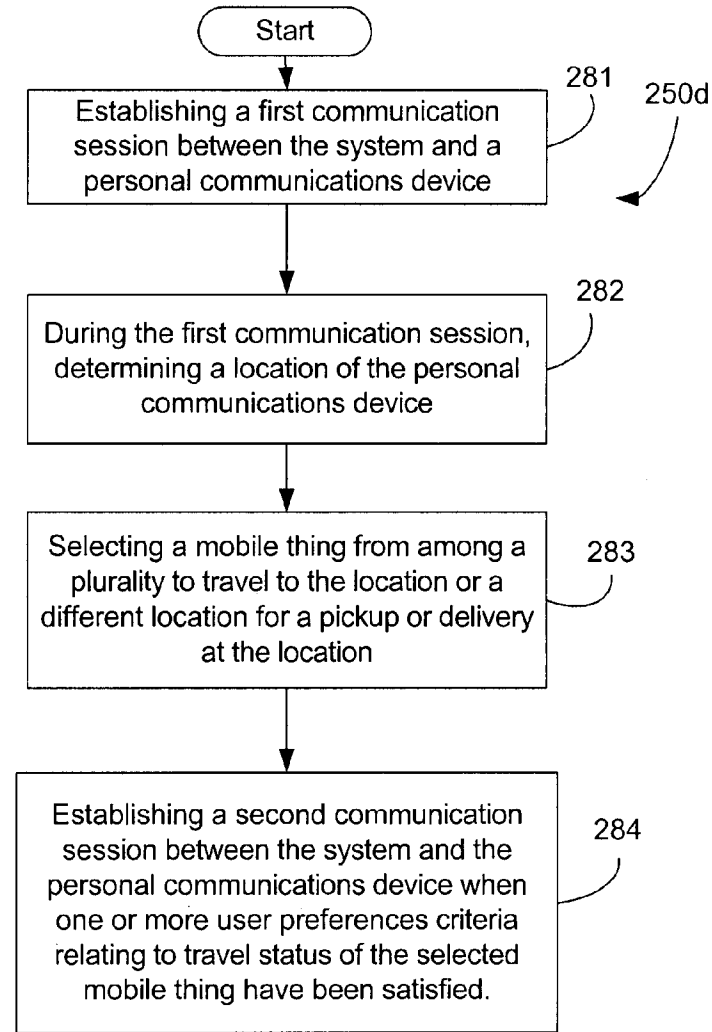 Start
281
250d
Establishing a first communication
session between the system and a
personal communications device
282
During the first communication session,
determining a location of the personal
communications device
283
Selecting a mobile thing from among a
plurality to travel to the location or a
different location for a pickup or delivery
at the location
284
Establishing a second communication
session between the system and the
personal communications device when
one or more user preferences criteria
relating to travel status of the selected
mobile thing have been satisfied.